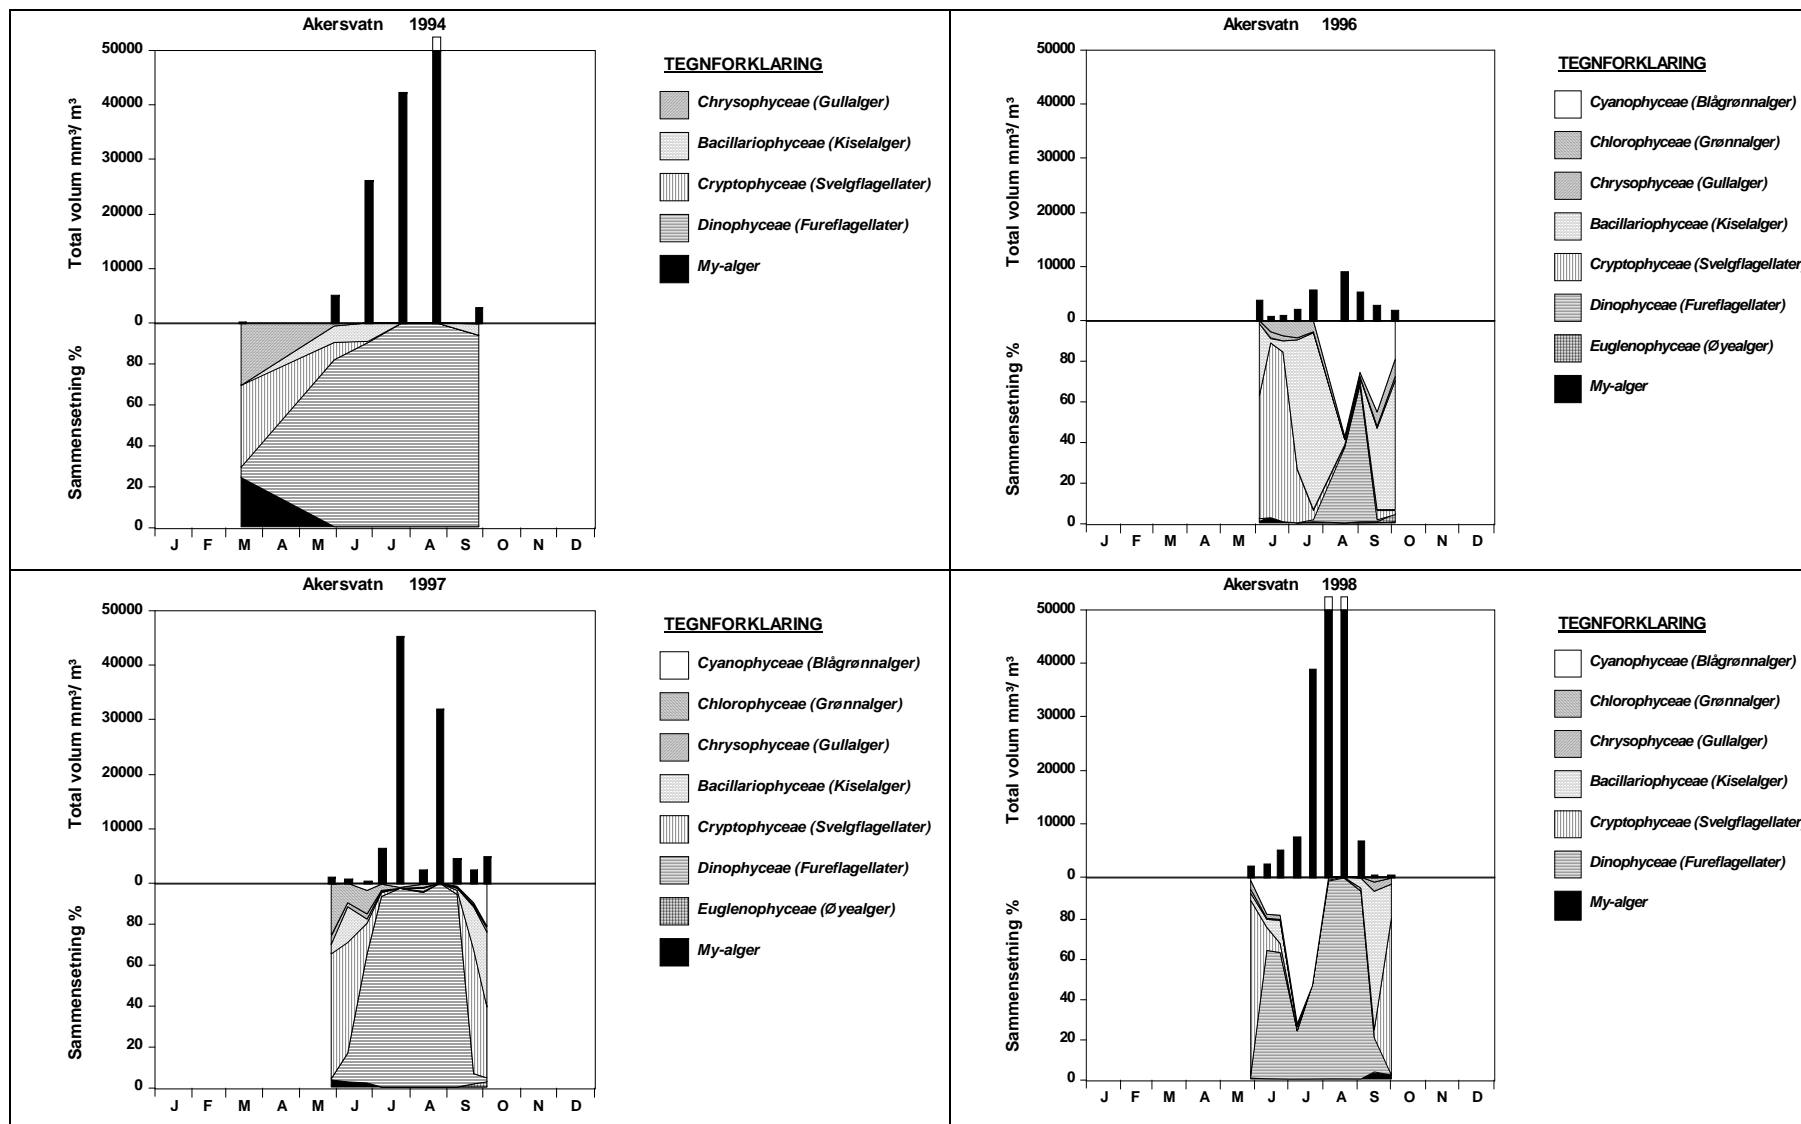 Akersvatn 1994
50000
40000
30000
20000
10000
0
80
60
40
20
0
Total volum mm³/ m³
Sammensetning %
J F M A M J J A S O N D
TEGNFORKLARING
Chrysophyceae (Gullalger)
Bacillariophyceae (Kiselalger)
Cryptophyceae (Svelgflagellater)
Dinophyceae (Fureflagellater)
My-alger
Akersvatn 1996
50000
40000
30000
20000
10000
0
80
60
40
20
0
Total volum mm³/ m³
Sammensetning %
J F M A M J J A S O N D
TEGNFORKLARING
Cyanophyceae (Blågrønnalger)
Chlorophyceae (Grønnalger)
Chrysophyceae (Gullalger)
Bacillariophyceae (Kiselalger)
Cryptophyceae (Svelgflagellater
Dinophyceae (Fureflagellater)
Euglenophyceae (Øyealger)
My-alger
Akersvatn 1997
50000
40000
30000
20000
10000
0
80
60
40
20
0
Total volum mm³/ m³
Sammensetning %
J F M A M J J A S O N D
TEGNFORKLARING
Cyanophyceae (Blågrønnalger)
Chlorophyceae (Grønnalger)
Chrysophyceae (Gullalger)
Bacillariophyceae (Kiselalger)
Cryptophyceae (Svelgflagellater)
Dinophyceae (Fureflagellater)
Euglenophyceae (Øyealger)
My-alger
Akersvatn 1998
50000
40000
30000
20000
10000
0
80
60
40
20
0
Total volum mm³/ m³
Sammensetning %
J F M A M J J A S O N D
TEGNFORKLARING
Cyanophyceae (Blågrønnalger)
Chlorophyceae (Grønnalger)
Chrysophyceae (Gullalger)
Bacillariophyceae (Kiselalger)
Cryptophyceae (Svelgflagellater
Dinophyceae (Fureflagellater)
My-alger